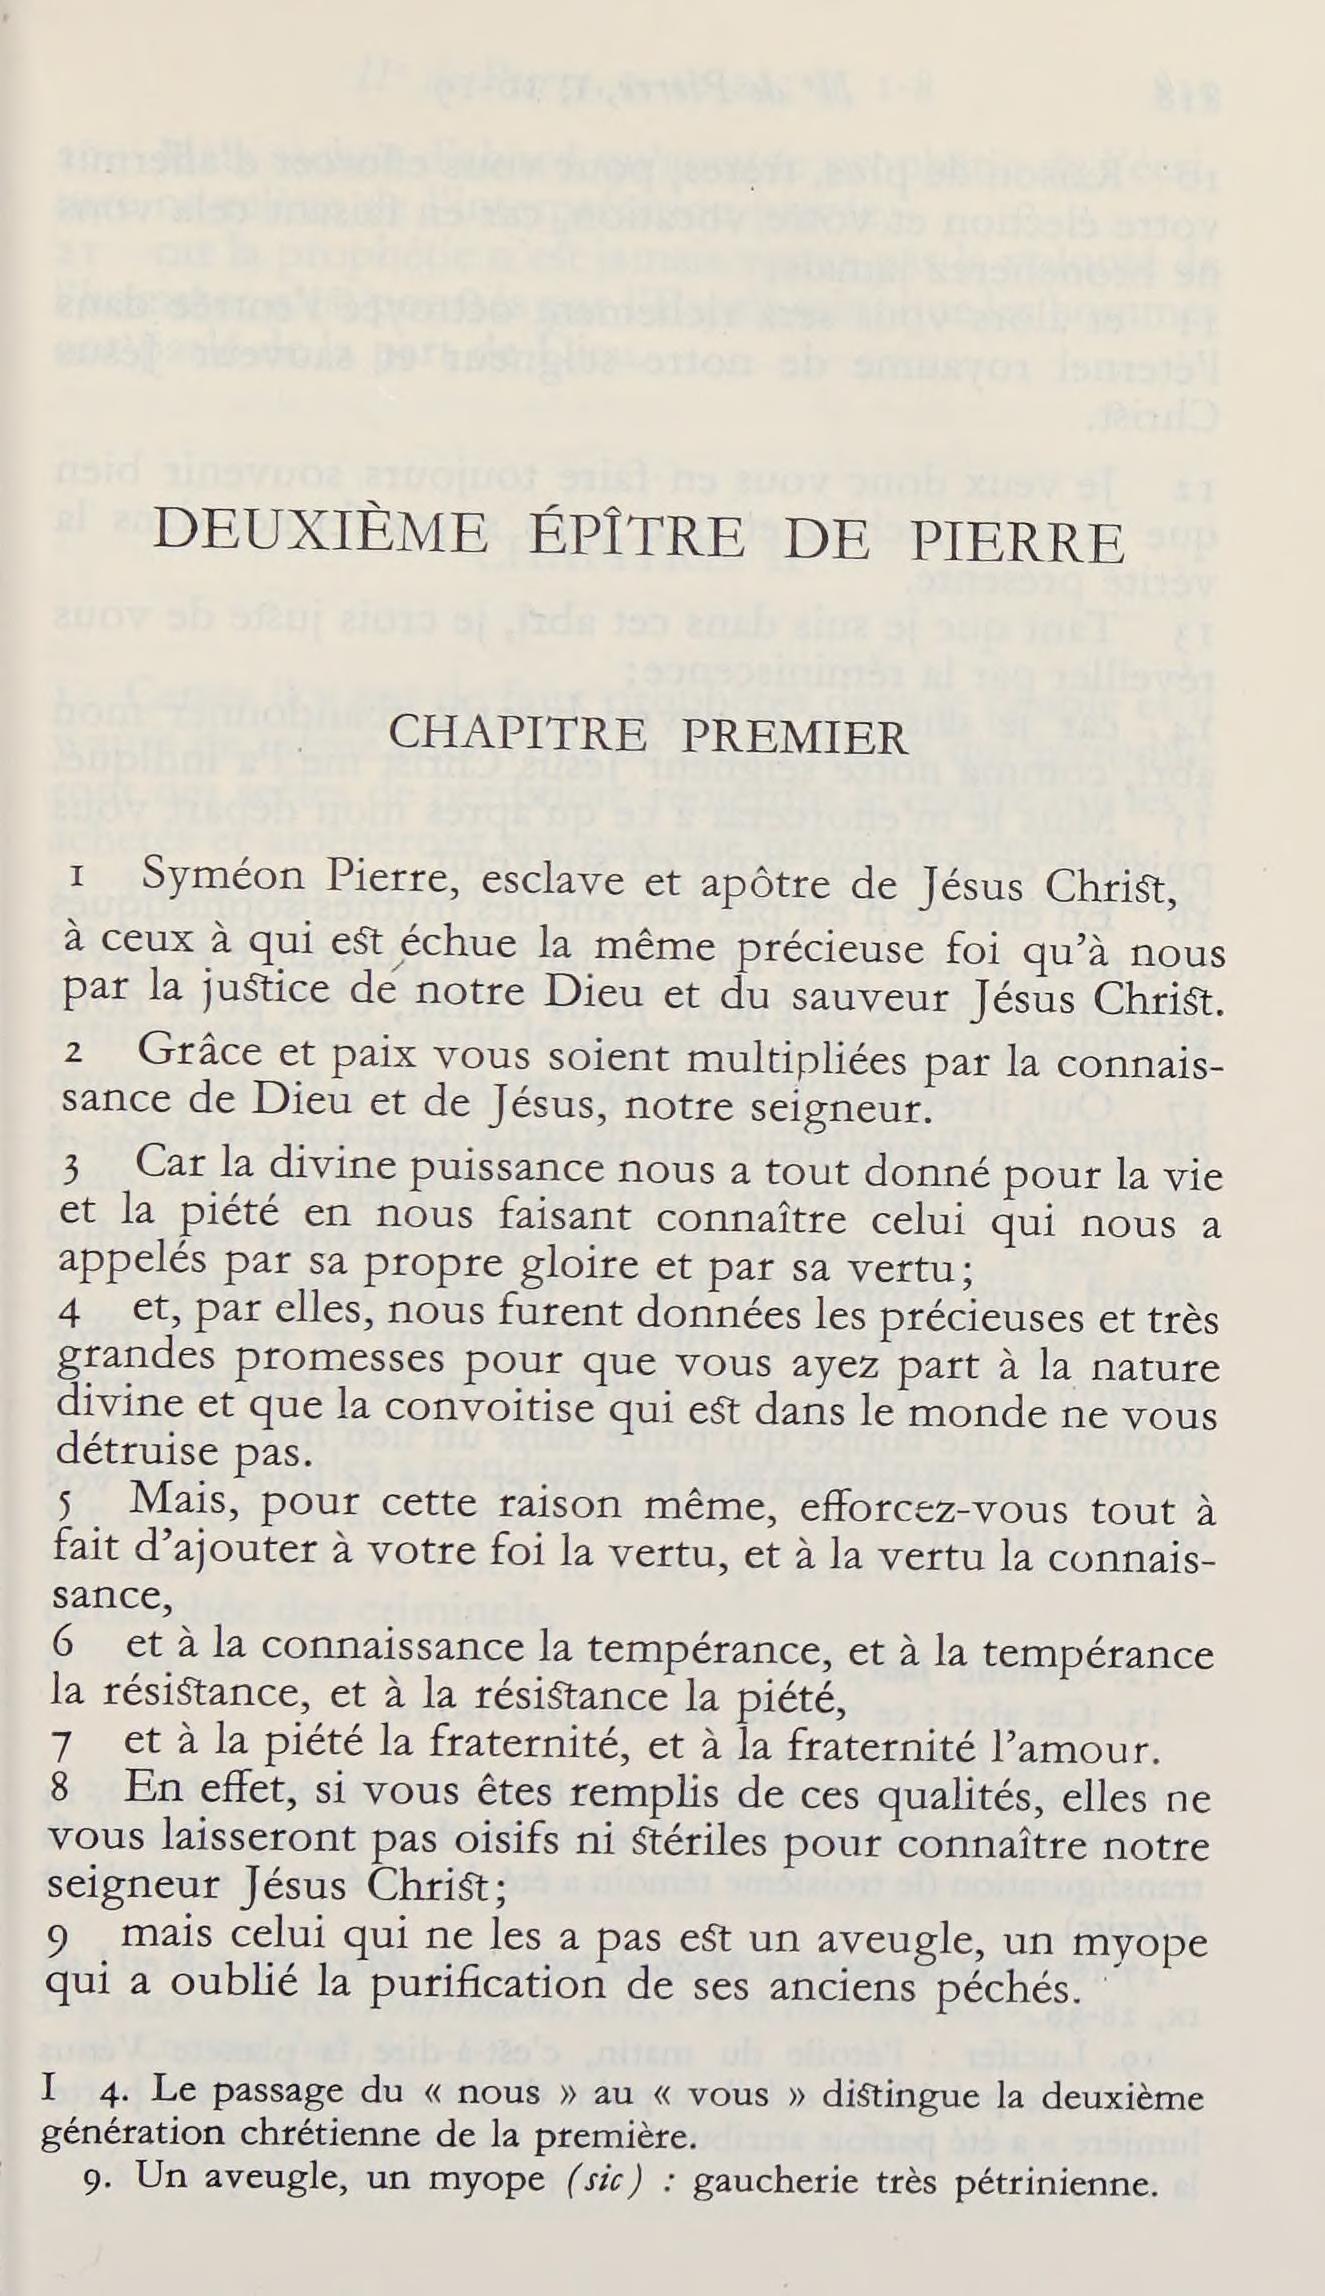 DEUXIÈME ÉPÎTRE DE PIERRE
CHAPITRE PREMIER
1 Syméon Pierre, esclave et apôtre de Jésus Christ,
à ceux à qui est échue la même précieuse foi qu’à nous
par la justice de notre Dieu et du sauveur Jésus Christ.
2 Grâce et paix vous soient multipliées par la connais-
sance de Dieu et de Jésus, notre seigneur.
3 Car la divine puissance nous a tout donné pour la vie
et la piété en nous faisant connaître celui qui nous a
appelés par sa propre gloire et par sa vertu;
4 et, par elles, nous furent données les précieuses et très
grandes promesses pour que vous ayez part à la nature
divine et que la convoitise qui est dans le monde ne vous
détruise pas.
5 Mais, pour cette raison même, efforcez-vous tout à
fait d’ajouter à votre foi la vertu, et à la vertu la connais-
sance,
6 et à la connaissance la tempérance, et à la tempérance
la résistance, et à la résistance la piété,
7 et à la piété la fraternité, et à la fraternité l’amour.
8 En effet, si vous êtes remplis de ces qualités, elles ne
vous laisseront pas oisifs ni stériles pour connaître notre
seigneur Jésus Christ;
9 mais celui qui ne les a pas est un aveugle, un myope
qui a oublié la purification de ses anciens péchés.
I 4. Le passage du « nous » au « vous » distingue la deuxième
génération chrétienne de la première.
9. Un aveugle, un myope (sic) : gaucherie très pétrinienne.